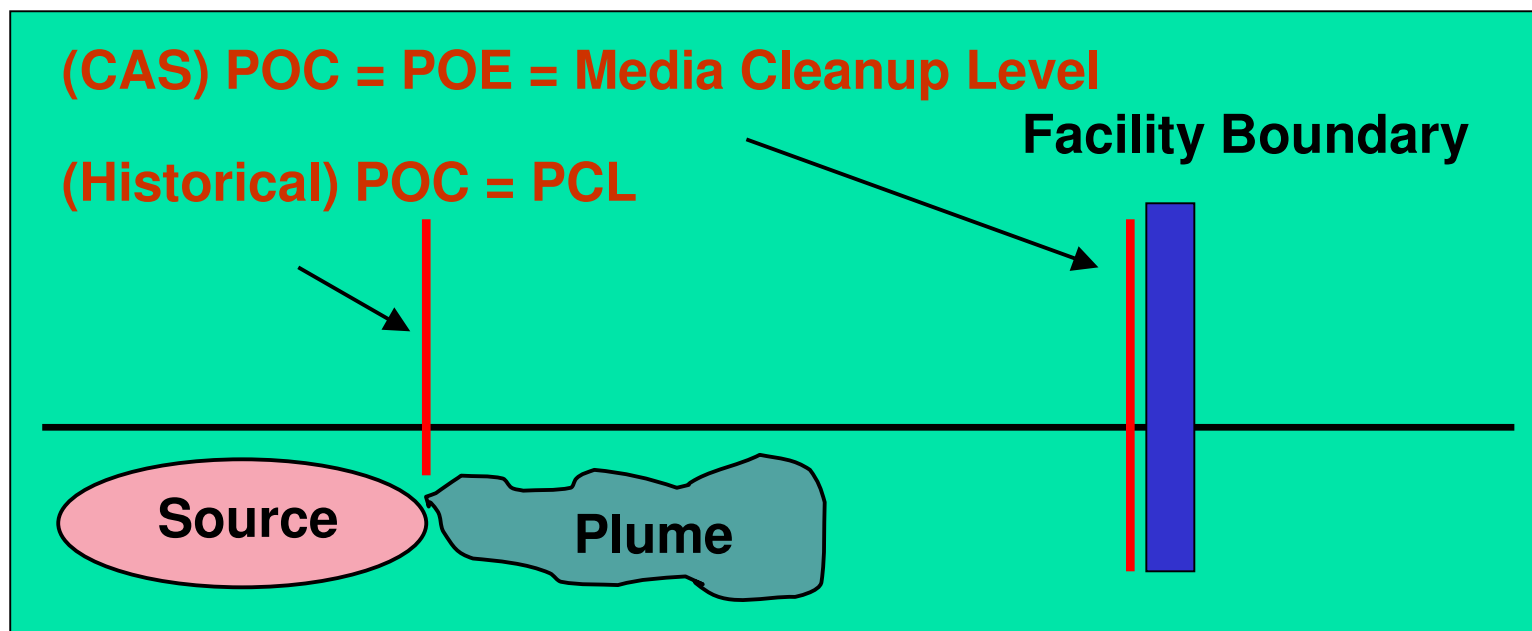 (CAS) POC = POE = Media Cleanup Level
Facility Boundary
(Historical) POC = PCL
Source
Plume